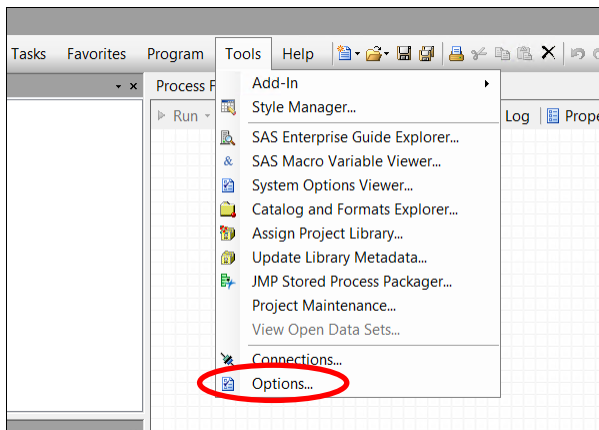 Tasks Favorites Program Tools Help
Process F
Add-In
Run
Style Manager...
Log
SAS Enterprise Guide Explorer...
SAS Macro Variable Viewer...
System Options Viewer...
Catalog and Formats Explorer...
Assign Project Library...
Update Library Metadata...
JMP Stored Process Packager...
Project Maintenance...
View Open Data Sets...
Connections...
Options...